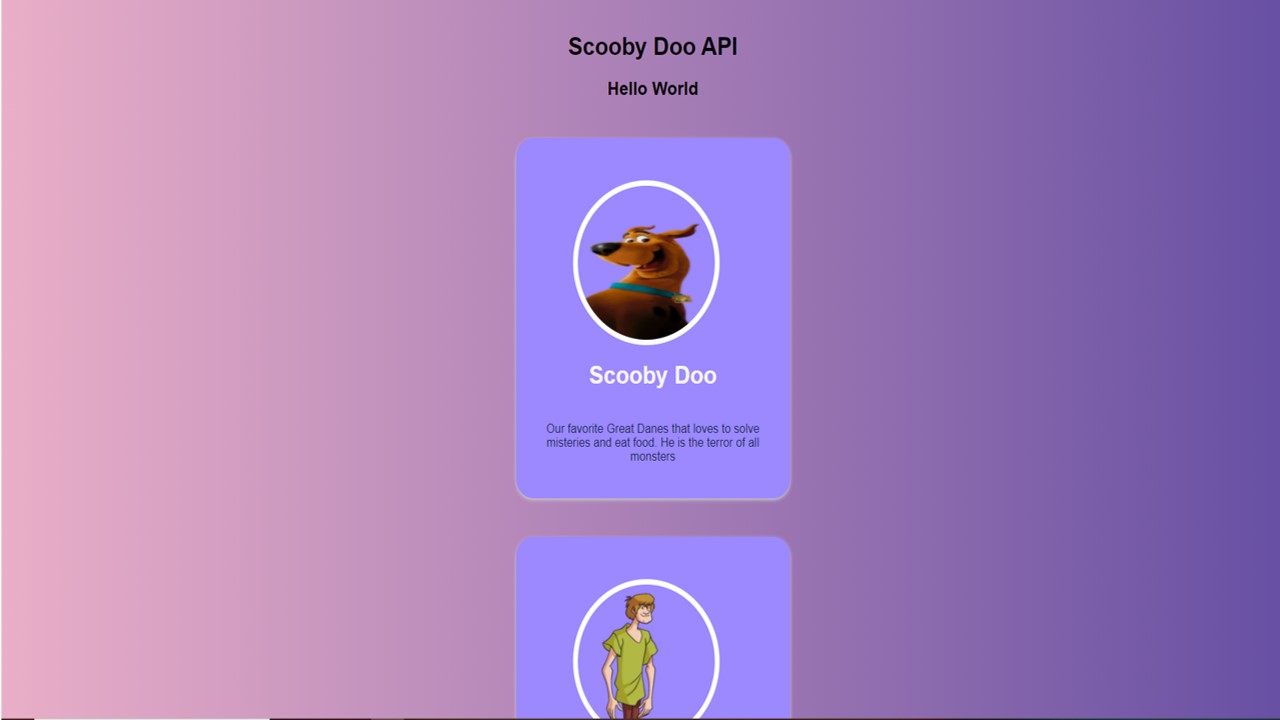 Scooby Doo API
Hello World
Scooby Doo
Our favorite Great Danes that loves to solve
misteries and eat food. He is the terror of all
monsters